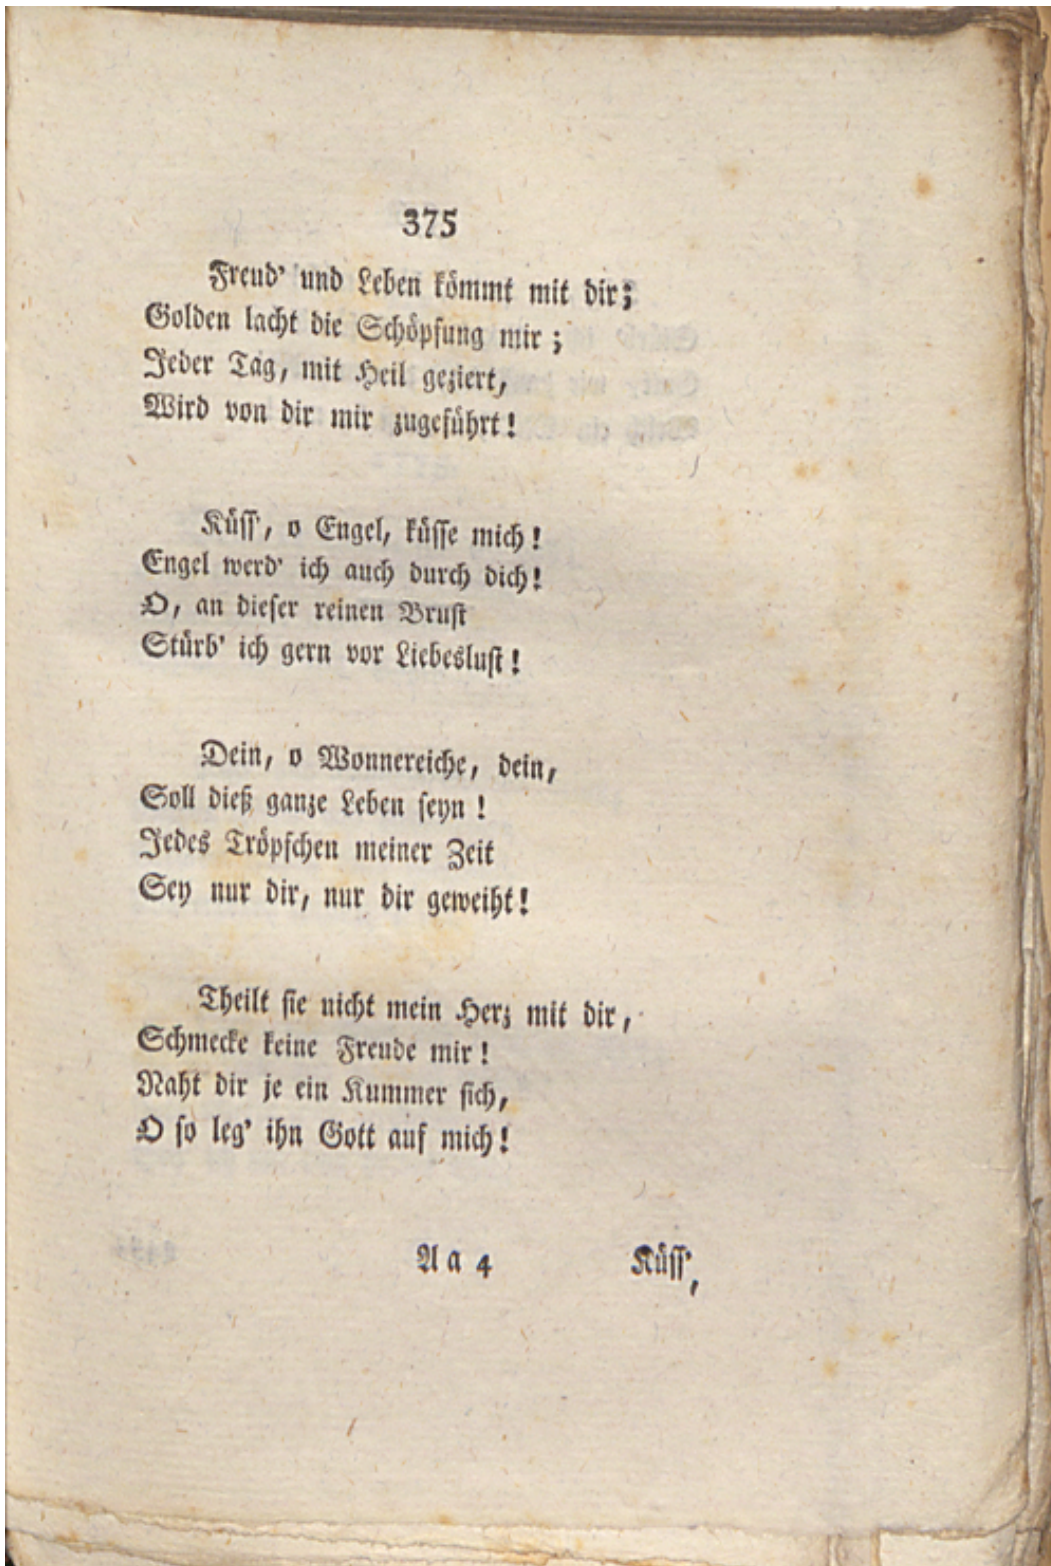 375
Freud' und Leben kömmt mit dir;
Golden lacht die Schöpfung mir;
Jeder Tag, mit Heil geziert,
Wird von dir mir zugeführt!
Küss', o Engel, küsse mich!
Engel werd' ich auch durch dich!
O, an dieser reinen Brust
Stürb' ich gern vor Liebeslust!
Dein, o Wonnereiche, dein,
Soll dieß ganze Leben seyn!
Jedes Tröpfchen meiner Zeit
Sey nur dir, nur dir geweiht!
Theilt sie nicht mein Herz mit dir,
Schmecke keine Freude mir!
Naht dir je ein Kummer sich,
O so leg' ihn Gott auf mich!
Aa 4 Küss',